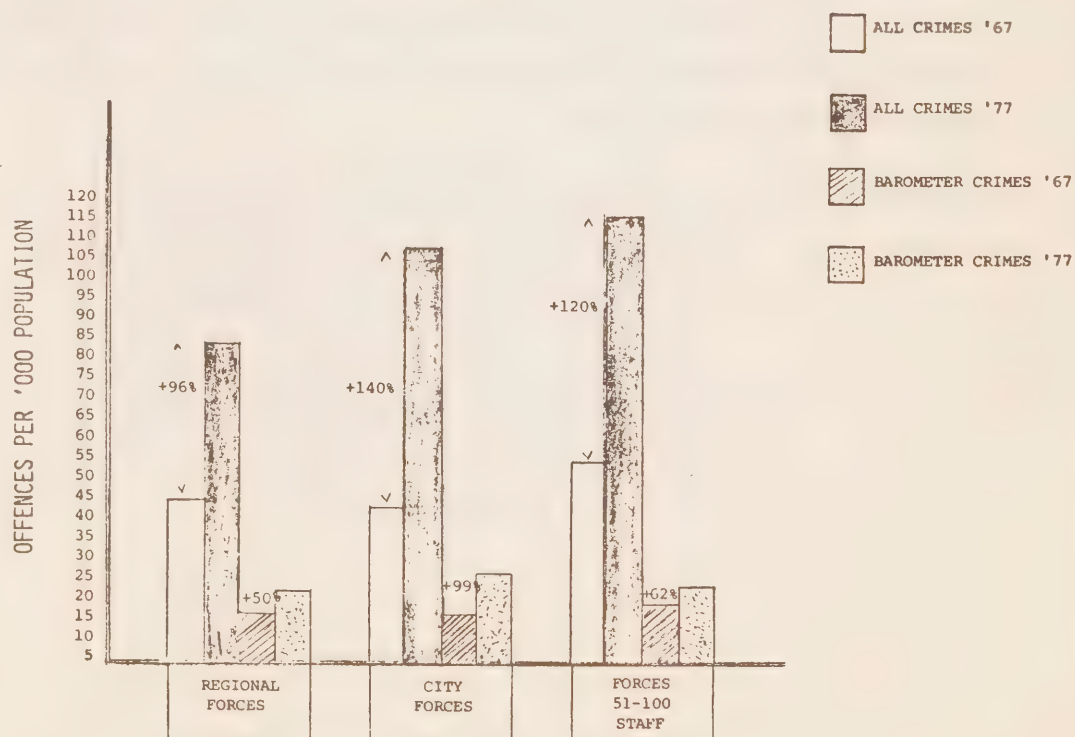 ALL CRIMES '67
ALL CRIMES '77
BAROMETER CRIMES '67
BAROMETER CRIMES '77
OFFENCES PER '000 POPULATION
120
115
110
105
100
95
90
85
80
75
70
65
60
55
50
45
40
35
30
25
20
15
10
5
+96%
+50%
+140%
+99%
+120%
+62%
REGIONAL
FORCES
CITY
FORCES
FORCES
51-100
STAFF